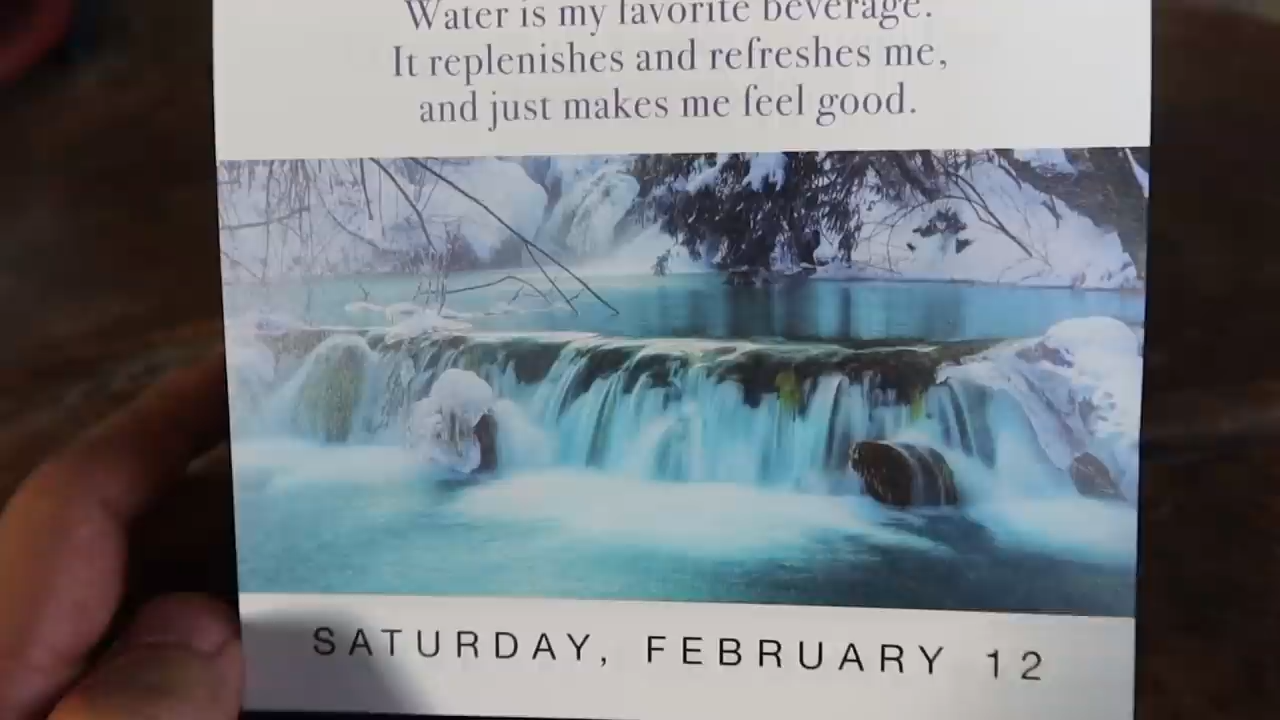 Water is my favorite beverage.
It replenishes and refreshes me,
and just makes me feel good.
SATURDAY, FEBRUARY 12